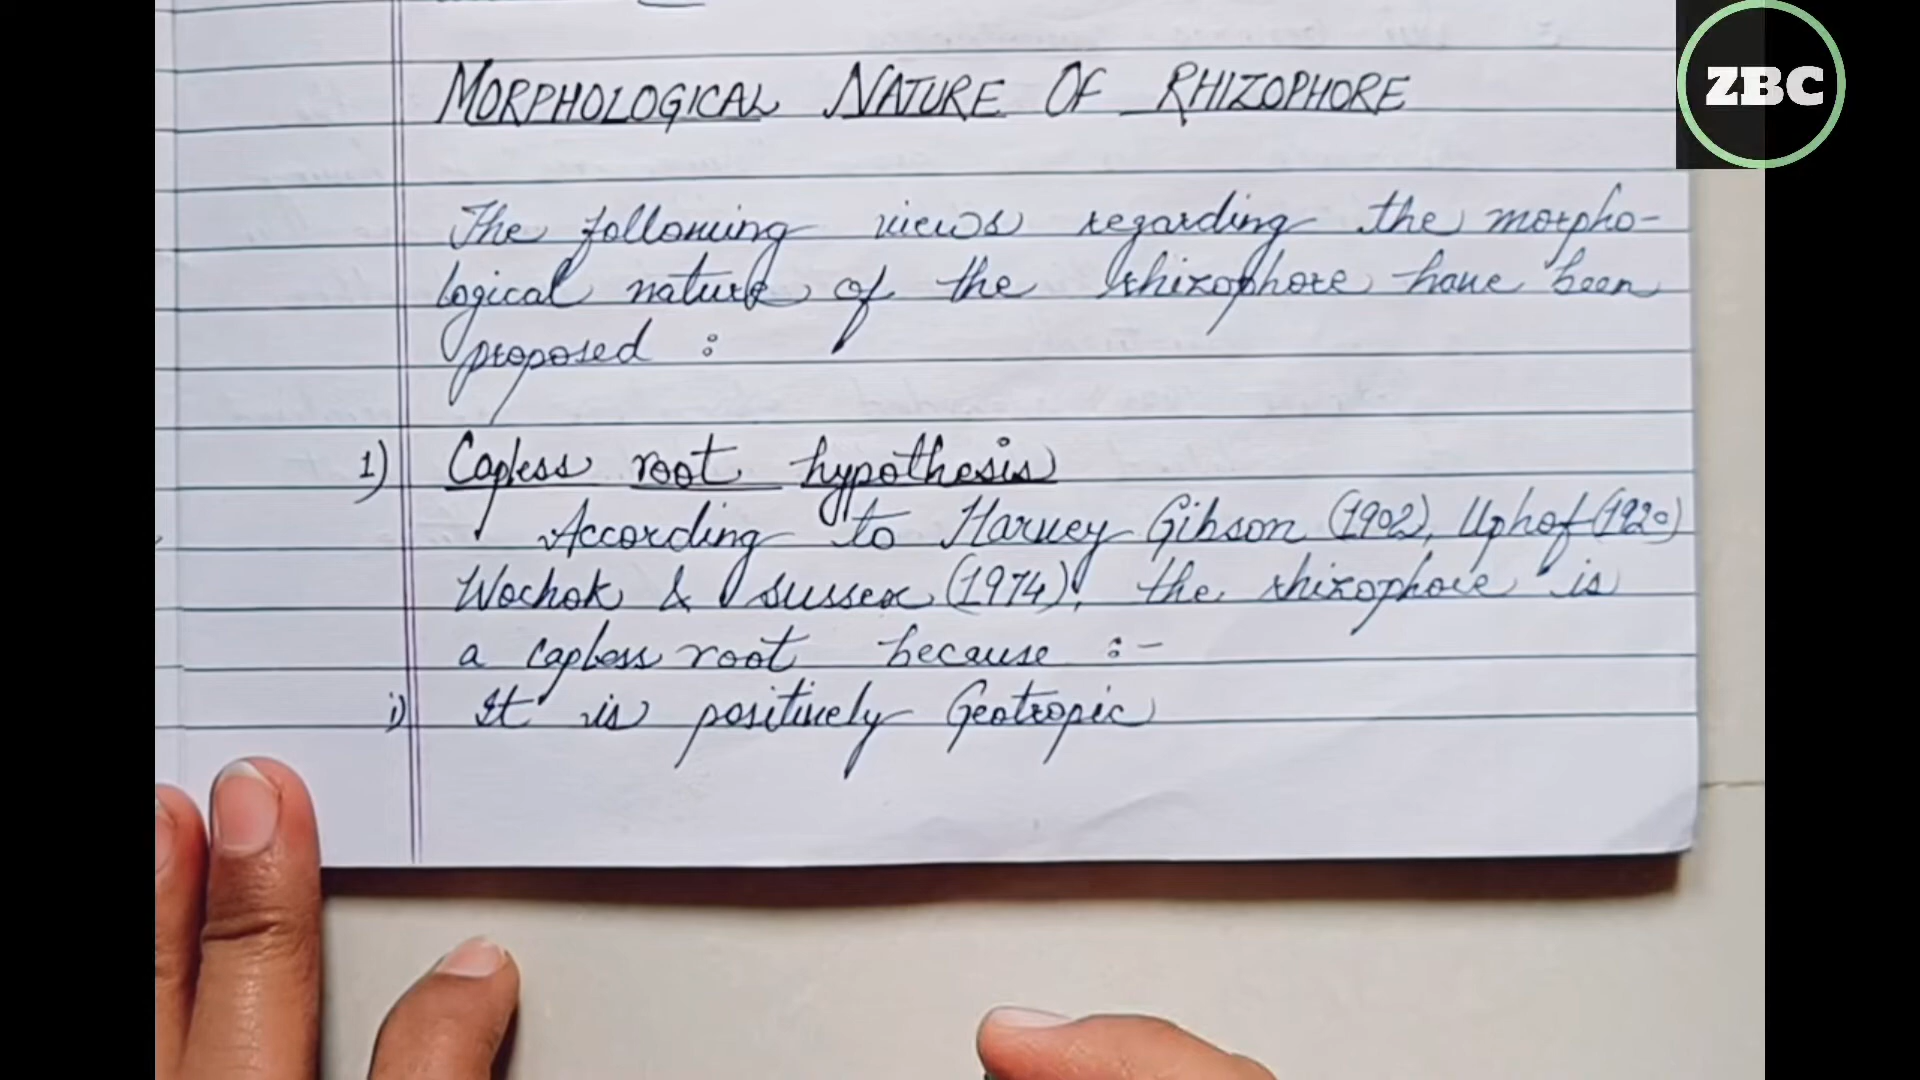 ZBC
MORPHOLOGICAL NATURE OF RHIZOPHORE
The following views regarding the morpho-
logical nature of the rhizophore have been
proposed :
1) Capless root hypothesis
According to Harvey Gibson (1902), Uphof (1920)
Wochok & Sussex (1974), the rhizophore is
a capless root because :-
i) It is positively Geotropic